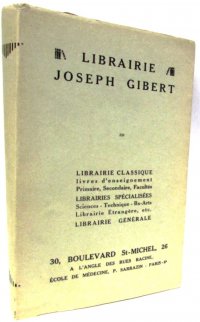 LIBRAIRIE
JOSEPH GIBERT
LIBRAIRIE CLASSIQUE
livres d'enseignement
Primaire, Secondaire, Facultés
LIBRAIRIES SPÉCIALISÉES
Sciences - Technique - Bx-Arts
Librairie Étrangère, etc.
LIBRAIRIE GÉNÉRALE
30, BOULEVARD St-MICHEL, 26
A L'ANGLE DES RUES RACINE,
ÉCOLE DE MÉDECINE, P. SARRAZIN - PARIS-6e